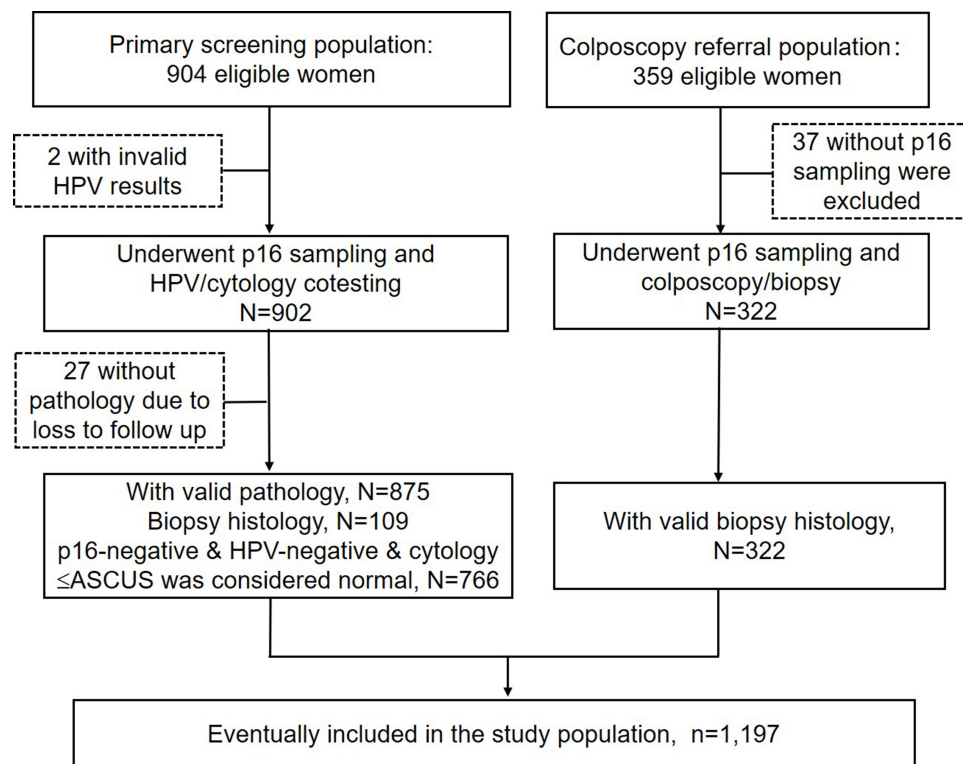 Primary screening population:
904 eligible women
Colposcopy referral population:
359 eligible women
2 with invalid
HPV results
37 without p16
sampling were
excluded
Underwent p16 sampling and
HPV/cytology cotesting
N=902
Underwent p16 sampling and
colposcopy/biopsy
N=322
27 without
pathology due to
loss to follow up
With valid pathology, N=875
Biopsy histology, N=109
p16-negative & HPV-negative & cytology
≤ASCUS was considered normal, N=766
With valid biopsy histology,
N=322
Eventually included in the study population, n=1,197